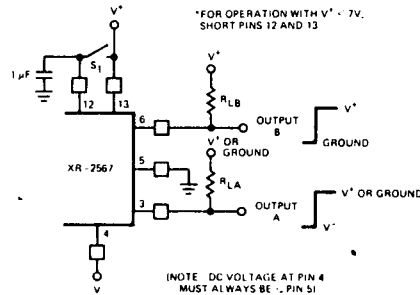 V+
*FOR OPERATION WITH V+ < 7V,
SHORT PINS 12 AND 13
1 µF
S1
12
13
V+
RLB
6
OUTPUT
B
V+
GROUND
V+ OR
GROUND
XR-2567
5
RLA
3
OUTPUT
A
V+ OR GROUND
V-
4
V
(NOTE DC VOLTAGE AT PIN 4
MUST ALWAYS BE PIN 5)